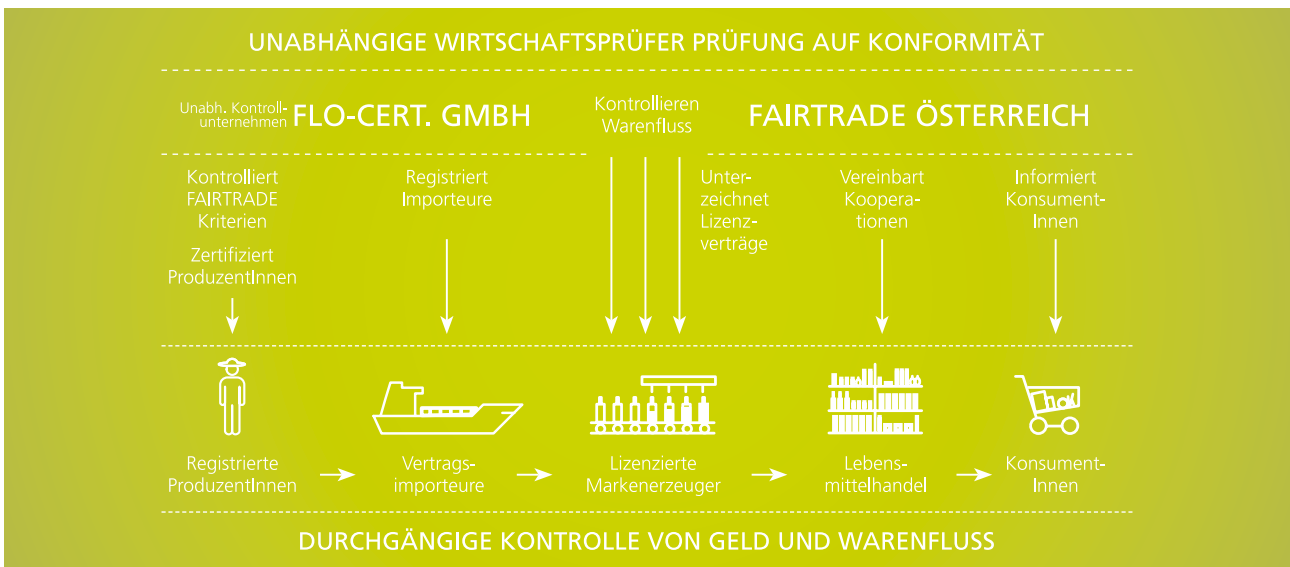 UNABHÄNGIGE WIRTSCHAFTSPRÜFER PRÜFUNG AUF KONFORMITÄT
Unabh. Kontroll-
unternehmen
FLO-CERT. GMBH
Kontrollieren
Warenfluss
FAIRTRADE ÖSTERREICH
Kontrolliert
FAIRTRADE
Kriterien
Zertifiziert
ProduzentInnen
Registriert
Importeure
Unter-
zeichnet
Lizenz-
verträge
Vereinbart
Koopera-
tionen
Informiert
Konsument-
Innen
Registrierte
ProduzentInnen
Vertrags-
importeure
Lizenzierte
Markenerzeuger
Lebens-
mittelhandel
Konsument-
Innen
DURCHGÄNGIGE KONTROLLE VON GELD UND WARENFLUSS